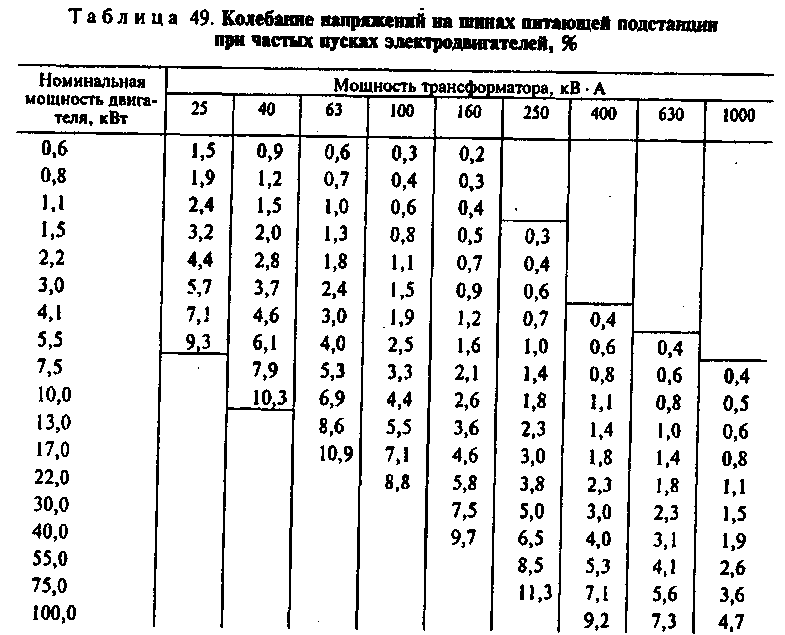 Таблица 49. Колебание напряжений на шинах питающей подстанции
при частых пусках электродвигателей, %
Номинальная мощность двига-теля, кВт
Мощность трансформатора, кВ · А
25 40 63 100 160 250 400 630 1000
0,6 1,5 0,9 0,6 0,3 0,2
0,8 1,9 1,2 0,7 0,4 0,3
1,1 2,4 1,5 1,0 0,6 0,4
1,5 3,2 2,0 1,3 0,8 0,5 0,3
2,2 4,4 2,8 1,8 1,1 0,7 0,4
3,0 5,7 3,7 2,4 1,5 0,9 0,6
4,1 7,1 4,6 3,0 1,9 1,2 0,7 0,4
5,5 9,3 6,1 4,0 2,5 1,6 1,0 0,6 0,4
7,5 7,9 5,3 3,3 2,1 1,4 0,8 0,6 0,4
10,0 10,3 6,9 4,4 2,6 1,8 1,1 0,8 0,5
13,0 8,6 5,5 3,6 2,3 1,4 1,0 0,6
17,0 10,9 7,1 4,6 3,0 1,8 1,4 0,8
22,0 8,8 5,8 3,8 2,3 1,8 1,1
30,0 7,5 5,0 3,0 2,3 1,5
40,0 9,7 6,5 4,0 3,1 1,9
55,0 8,5 5,3 4,1 2,6
75,0 11,3 7,1 5,6 3,6
100,0 9,2 7,3 4,7